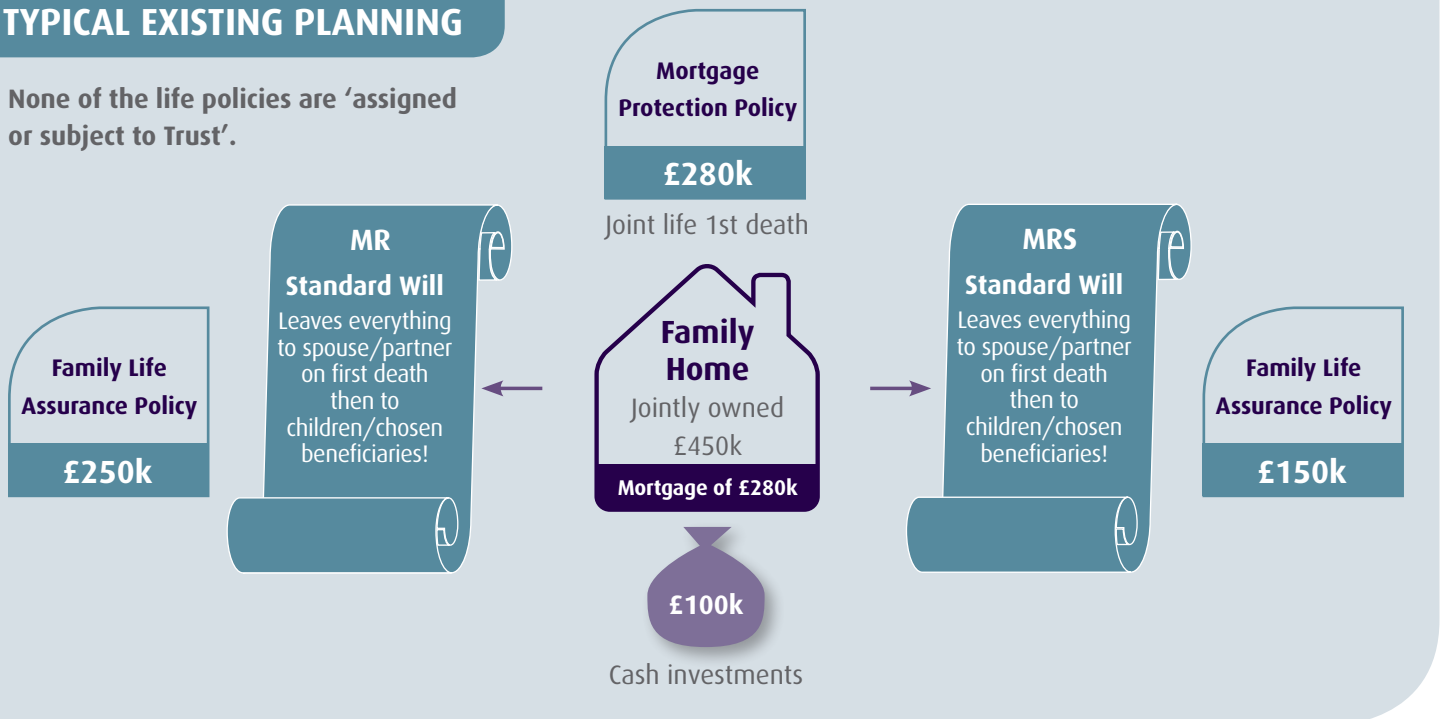 TYPICAL EXISTING PLANNING
None of the life policies are ‘assigned
or subject to Trust’.
Mortgage
Protection Policy
£280k
Joint life 1st death
Family Life
Assurance Policy
£250k
MR
Standard Will
Leaves everything
to spouse/partner
on first death
then to
children/chosen
beneficiaries!
Family
Home
Jointly owned
£450k
Mortgage of £280k
£100k
Cash investments
MRS
Standard Will
Leaves everything
to spouse/partner
on first death
then to
children/chosen
beneficiaries!
Family Life
Assurance Policy
£150k